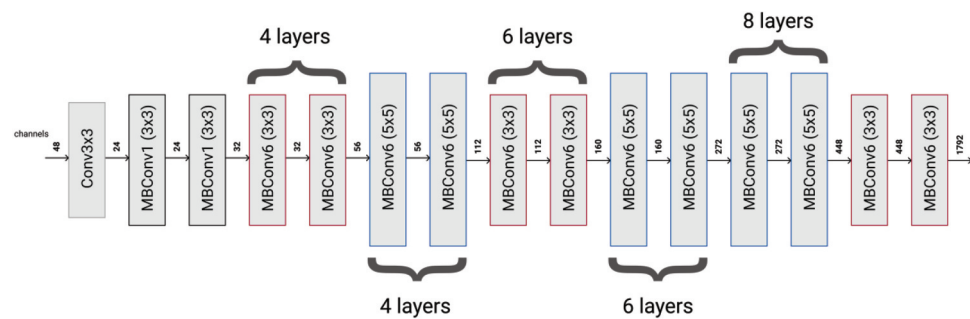 4 layers
6 layers
8 layers
channels
48
Conv3x3
24
MBConv1 (3x3)
24
MBConv1 (3x3)
32
MBConv6 (3x3)
32
MBConv6 (3x3)
56
MBConv6 (5x5)
56
MBConv6 (5x5)
112
MBConv6 (3x3)
112
MBConv6 (3x3)
160
MBConv6 (5x5)
160
MBConv6 (5x5)
272
MBConv6 (5x5)
272
MBConv6 (5x5)
448
MBConv6 (3x3)
448
MBConv6 (3x3)
1792
4 layers
6 layers